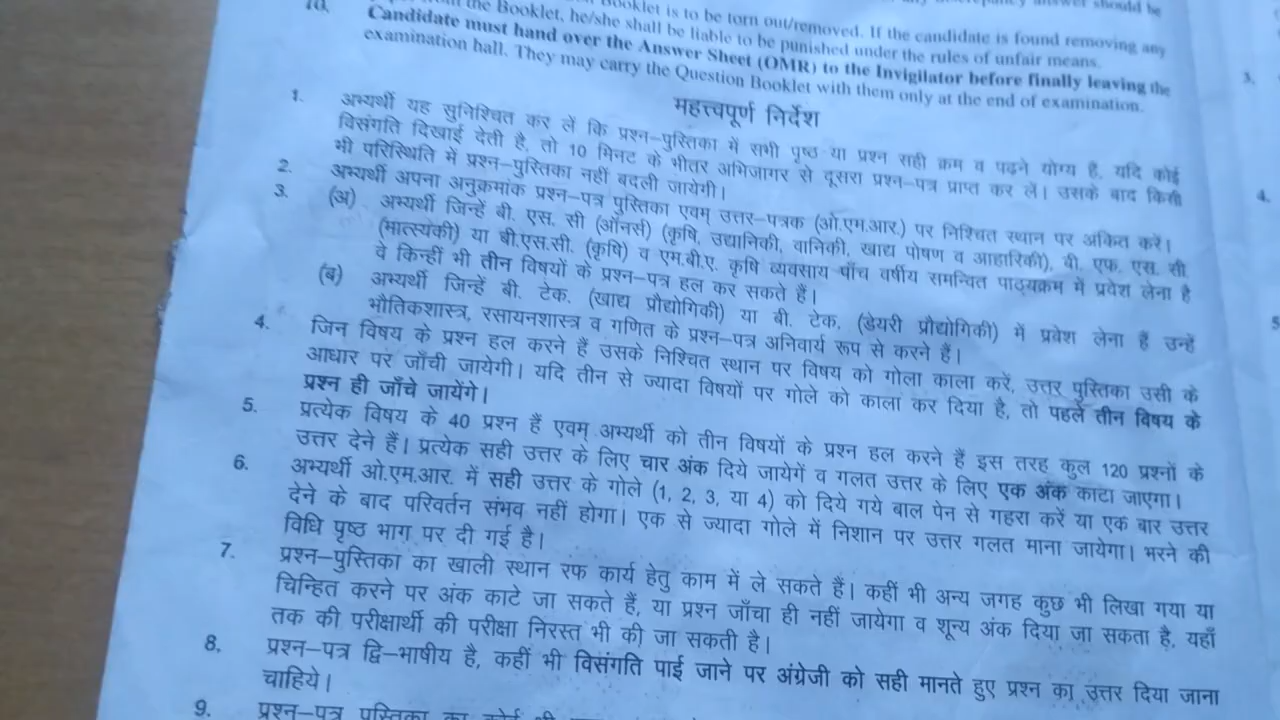 Booklet is to be torn out/removed. If the candidate is found removing any
the Booklet, he/she shall be liable to be punished under the rules of unfair means.
10. Candidate must hand over the Answer Sheet (OMR) to the Invigilator before finally leaving the
examination hall. They may carry the Question Booklet with them only at the end of examination.
महत्त्वपूर्ण निर्देश
1. अभ्यर्थी यह सुनिश्चित कर लें कि प्रश्न–पुस्तिका में सभी पृष्ठ या प्रश्न सही क्रम व पढ़ने योग्य है, यदि कोई
विसंगति दिखाई देती है, तो 10 मिनट के भीतर अभिजागर से दूसरा प्रश्न–पत्र प्राप्त कर लें। उसके बाद किसी
भी परिस्थिति में प्रश्न–पुस्तिका नहीं बदली जायेगी।
2. अभ्यर्थी अपना अनुक्रमांक प्रश्न–पत्र पुस्तिका एवम् उत्तर–पत्रक (ओ.एम.आर.) पर निश्चित स्थान पर अंकित करें।
3. (अ) अभ्यर्थी जिन्हें बी. एस. सी (ऑनर्स) (कृषि, उद्यानिकी, वानिकी, खाद्य पोषण व आहारिकी), बी. एफ. एस. सी
(मात्स्यंकी) या बी.एस.सी. (कृषि) व एम.बी.ए. कृषि व्यवसाय पाँच वर्षीय समन्वित पाठ्यक्रम में प्रवेश लेना है
वे किन्हीं भी तीन विषयों के प्रश्न–पत्र हल कर सकते हैं।
(ब) अभ्यर्थी जिन्हें बी. टेक. (खाद्य प्रौद्योगिकी) या बी. टेक. (डेयरी प्रौद्योगिकी) में प्रवेश लेना हैं उन्हें
भौतिकशास्त्र, रसायनशास्त्र व गणित के प्रश्न–पत्र अनिवार्य रूप से करने हैं।
4. जिन विषय के प्रश्न हल करने हैं उसके निश्चित स्थान पर विषय को गोला काला करें, उत्तर पुस्तिका उसी के
आधार पर जाँची जायेगी। यदि तीन से ज्यादा विषयों पर गोले को काला कर दिया है, तो पहले तीन विषय के
प्रश्न ही जाँचे जायेंगे।
5. प्रत्येक विषय के 40 प्रश्न हैं एवम् अभ्यर्थी को तीन विषयों के प्रश्न हल करने हैं इस तरह कुल 120 प्रश्नों के
उत्तर देने हैं। प्रत्येक सही उत्तर के लिए चार अंक दिये जायेगें व गलत उत्तर के लिए एक अंक काटा जाएगा।
6. अभ्यर्थी ओ.एम.आर. में सही उत्तर के गोले (1, 2, 3, या 4) को दिये गये बाल पेन से गहरा करें या एक बार उत्तर
देने के बाद परिवर्तन संभव नहीं होगा। एक से ज्यादा गोले में निशान पर उत्तर गलत माना जायेगा। भरने की
विधि पृष्ठ भाग पर दी गई है।
7. प्रश्न–पुस्तिका का खाली स्थान रफ कार्य हेतु काम में ले सकते हैं। कहीं भी अन्य जगह कुछ भी लिखा गया या
चिन्हित करने पर अंक काटे जा सकते हैं, या प्रश्न जाँचा ही नहीं जायेगा व शून्य अंक दिया जा सकता है, यहाँ
तक की परीक्षार्थी की परीक्षा निरस्त भी की जा सकती है।
8. प्रश्न–पत्र द्वि–भाषीय है, कहीं भी विसंगति पाई जाने पर अंग्रेजी को सही मानते हुए प्रश्न का उत्तर दिया जाना
चाहिये।
9. प्रश्न–पत्र पुस्तिका का कोई भी
3.
4.
5